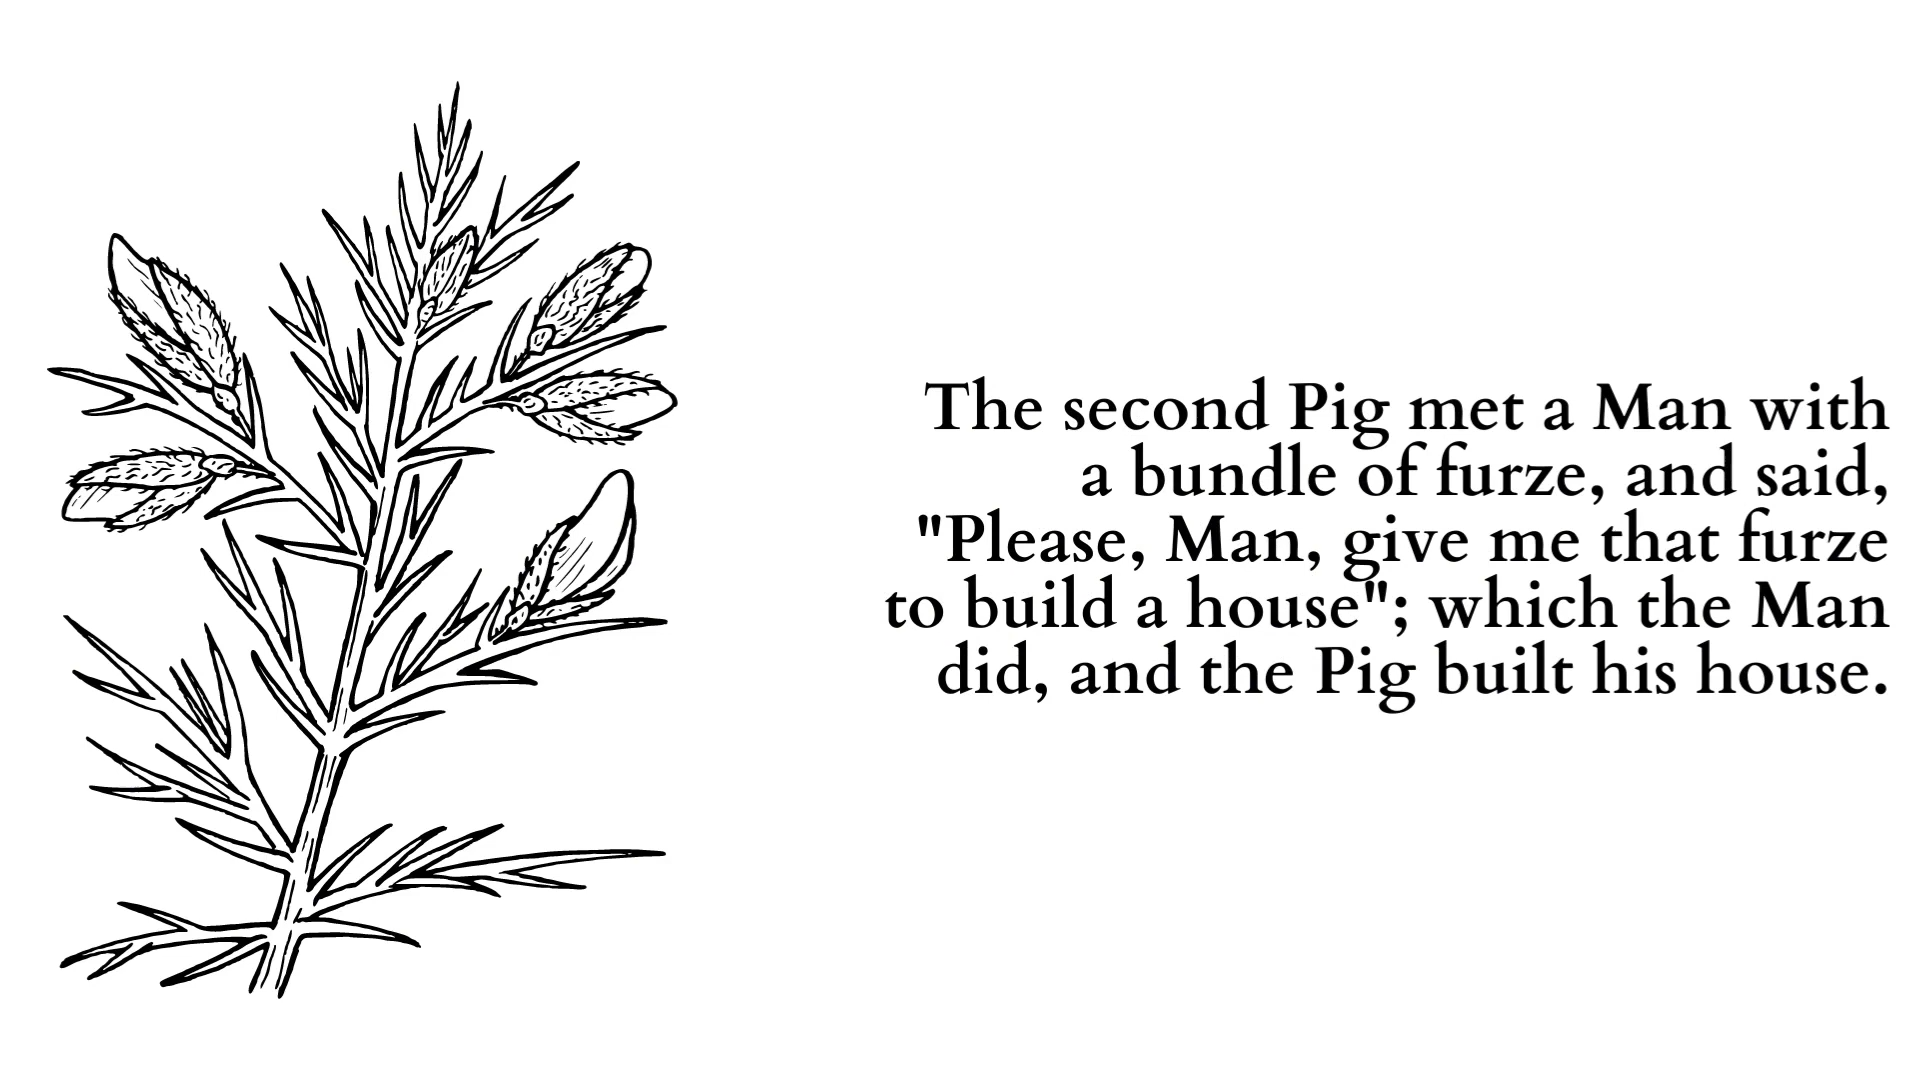 The second Pig met a Man with
a bundle of furze, and said,
"Please, Man, give me that furze
to build a house"; which the Man
did, and the Pig built his house.